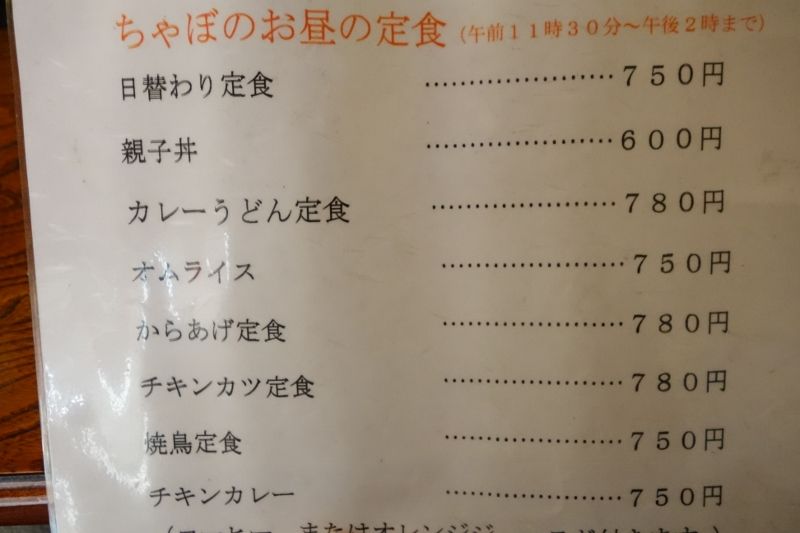 ちゃぼのお昼の定食（午前１１時３０分～午後２時まで）
日替わり定食 ……………………７５０円
親子丼 ……………………６００円
カレーうどん定食 ……………………７８０円
オムライス ……………………７５０円
からあげ定食 ……………………７８０円
チキンカツ定食 ……………………７８０円
焼鳥定食 ……………………７５０円
チキンカレー ……………………７５０円